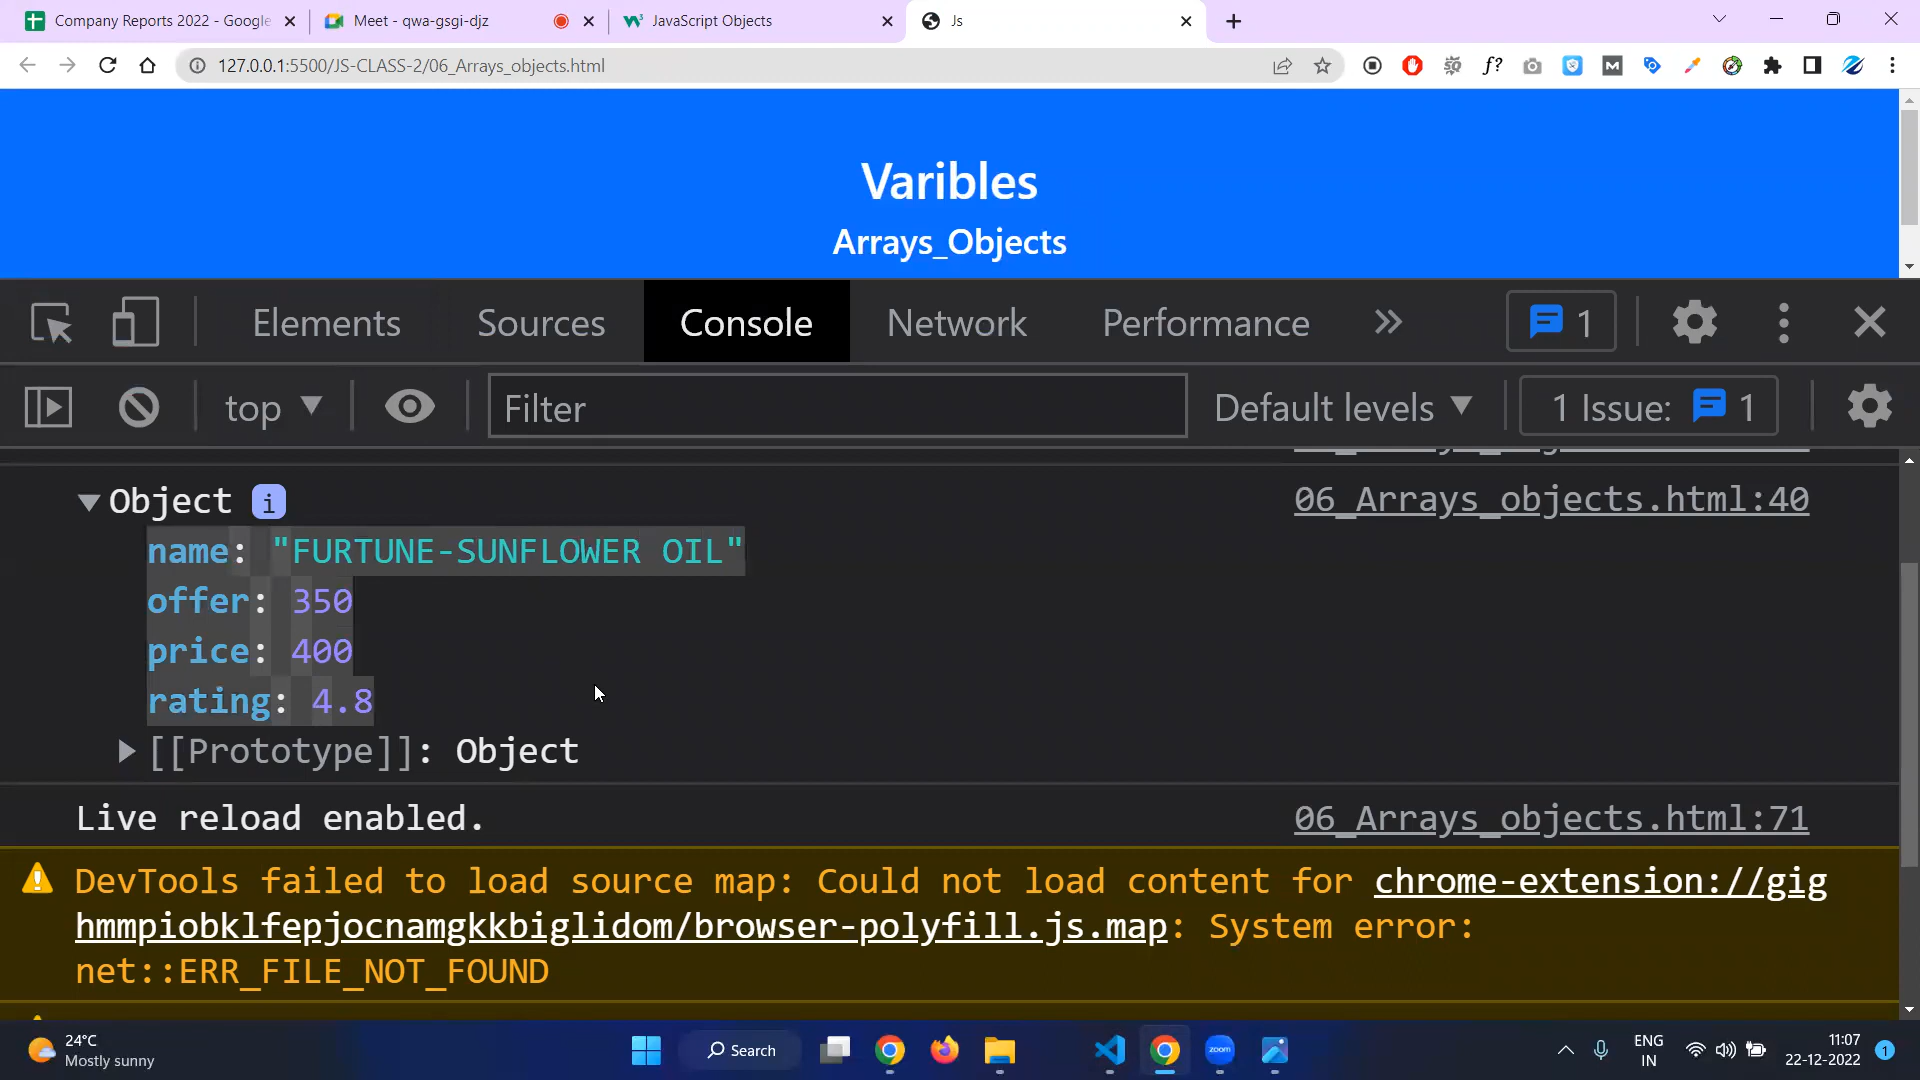 Company Reports 2022 - Google
Meet - qwa-gsgi-djz
JavaScript Objects
Js
127.0.0.1:5500/JS-CLASS-2/06_Arrays_objects.html
Varibles
Arrays_Objects
Elements Sources Console Network Performance 1
top Filter Default levels 1 Issue: 1
Object i 06_Arrays_objects.html:40
name: "FURTUNE-SUNFLOWER OIL"
offer: 350
price: 400
rating: 4.8
[[Prototype]]: Object
Live reload enabled. 06_Arrays_objects.html:71
DevTools failed to load source map: Could not load content for chrome-extension://gig
hmmpiobklfepjocnamgkkbiglidom/browser-polyfill.js.map: System error:
net::ERR_FILE_NOT_FOUND
24°C
Mostly sunny
Search
zoom
ENG
IN
11:07
22-12-2022
1